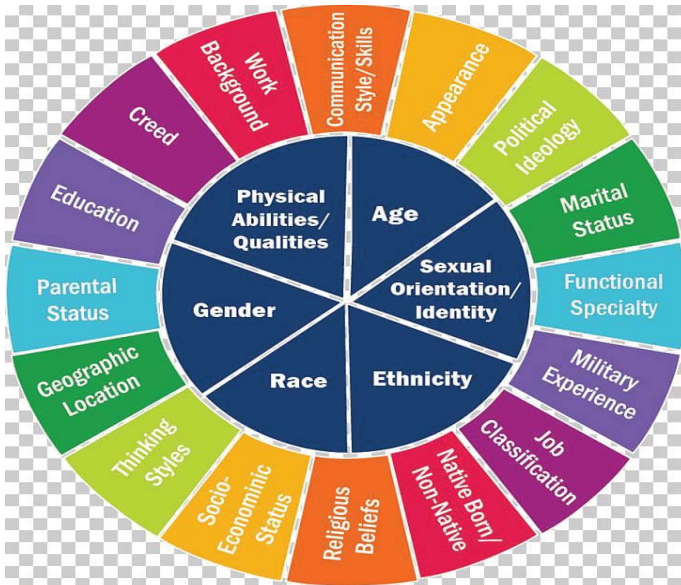 Communication
Style/Skills
Appearance
Political
Ideology
Marital
Status
Functional
Specialty
Military
Experience
Job
Classification
Native Born/
Non-Native
Religious
Beliefs
Socio-
Econominic
Status
Thinking
Styles
Geographic
Location
Parental
Status
Education
Creed
Work
Background
Physical
Abilities/
Qualities
Age
Sexual
Orientation/
Identity
Ethnicity
Race
Gender